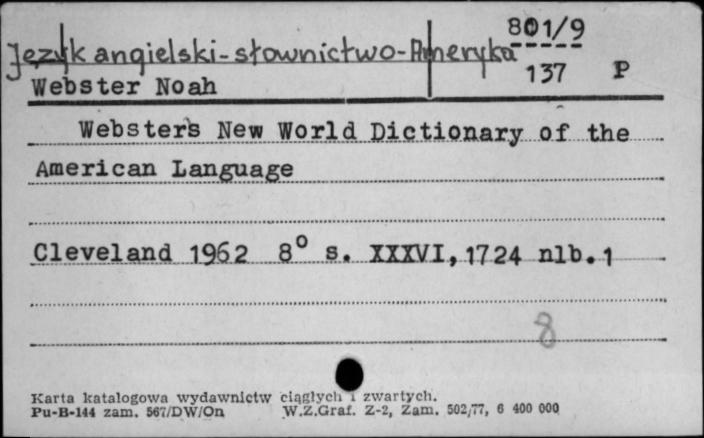 801/9
Język angielski-słownictwo-Ameryka
137 P
Webster Noah
Webster's New World Dictionary of the
American Language
Cleveland 1962 8° s. XXXVI, 1724 nlb. 1
8
Karta katalogowa wydawnictw ciągłych i zwartych.
Pu-B-144 zam. 567/DW/On W.Z.Graf. Z-2, Zam. 502/77, 6 400 000